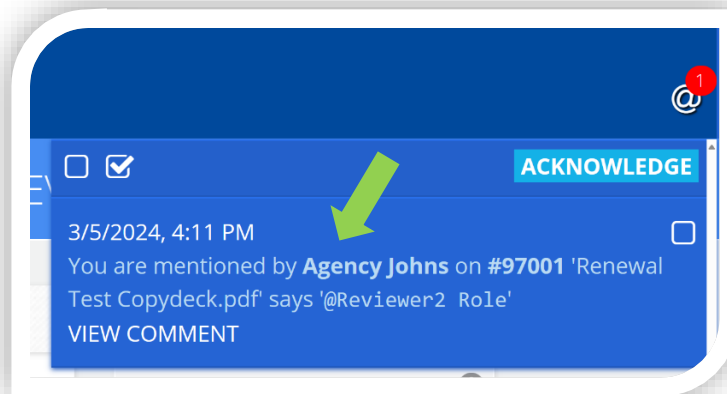 @ 1
ACKNOWLEDGE
3/5/2024, 4:11 PM
You are mentioned by Agency Johns on #97001 'Renewal
Test Copydeck.pdf' says '@Reviewer2 Role'
VIEW COMMENT